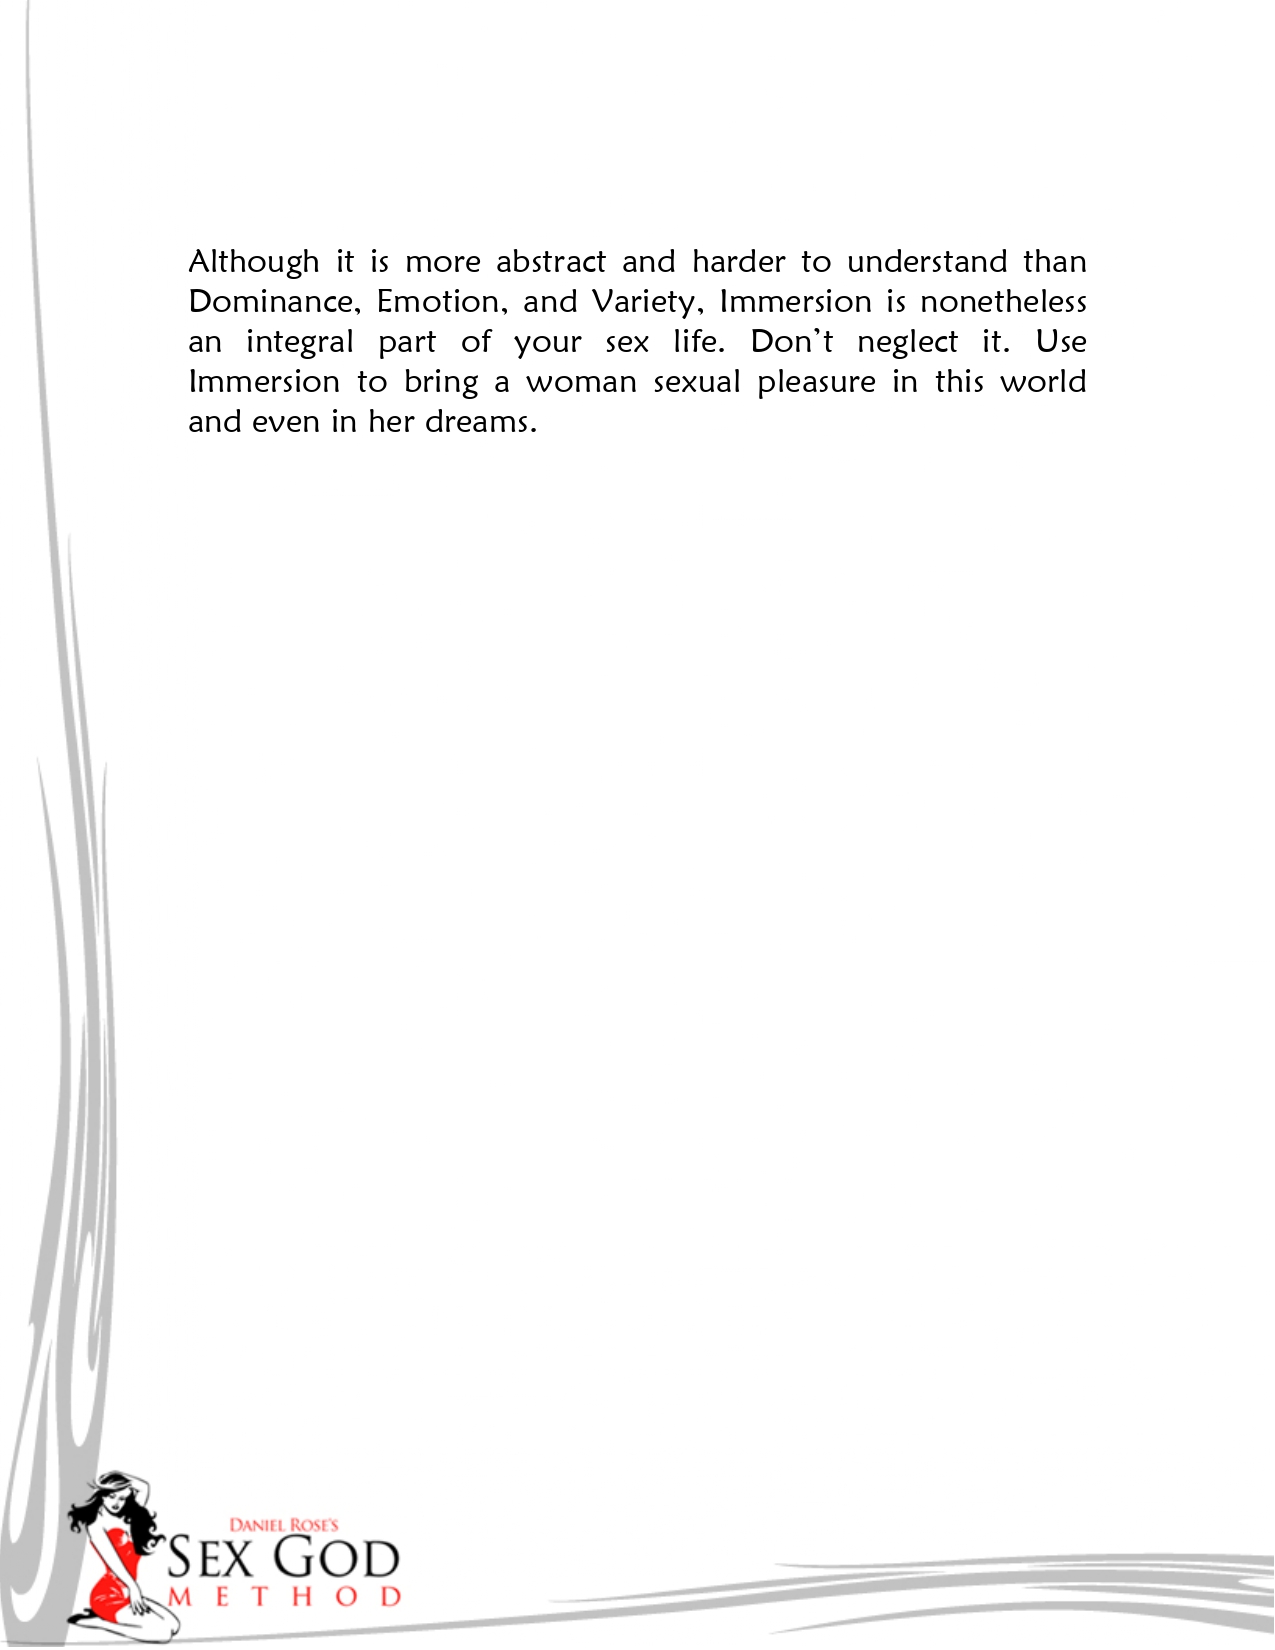 Although it is more abstract and harder to understand than
Dominance, Emotion, and Variety, Immersion is nonetheless
an integral part of your sex life. Don’t neglect it. Use
Immersion to bring a woman sexual pleasure in this world
and even in her dreams.
DANIEL ROSE'S
SEX GOD
METHOD